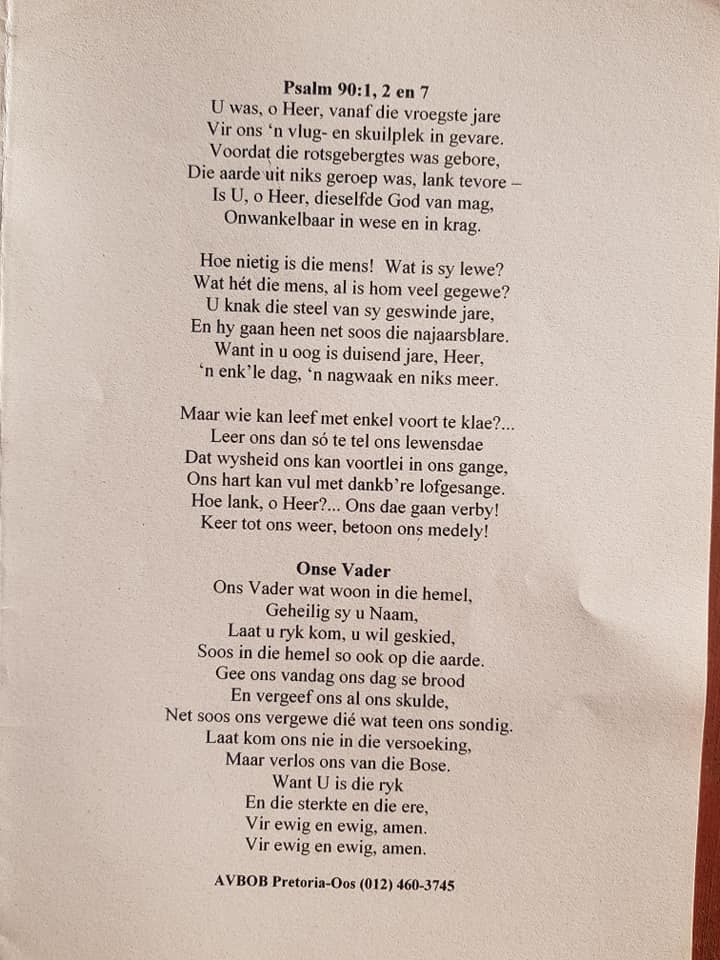 Psalm 90:1, 2 en 7
U was, o Heer, vanaf die vroegste jare
Vir ons ‘n vlug- en skuilplek in gevare.
Voordat die rotsgebergtes was gebore,
Die aarde uit niks geroep was, lank tevore –
Is U, o Heer, dieselfde God van mag,
Onwankelbaar in wese en in krag.
Hoe nietig is die mens! Wat is sy lewe?
Wat hét die mens, al is hom veel gegewe?
U knak die steel van sy geswinde jare,
En hy gaan heen net soos die najaarsblare.
Want in u oog is duisend jare, Heer,
‘n enk’le dag, ‘n nagwaak en niks meer.
Maar wie kan leef met enkel voort te klae?...
Leer ons dan só te tel ons lewensdae
Dat wysheid ons kan voortlei in ons gange,
Ons hart kan vul met dankb’re lofgesange.
Hoe lank, o Heer?... Ons dae gaan verby!
Keer tot ons weer, betoon ons medely!
Onse Vader
Ons Vader wat woon in die hemel,
Geheilig sy u Naam,
Laat u ryk kom, u wil geskied,
Soos in die hemel so ook op die aarde.
Gee ons vandag ons dag se brood
En vergeef ons al ons skulde,
Net soos ons vergewe dié wat teen ons sondig.
Laat kom ons nie in die versoeking,
Maar verlos ons van die Bose.
Want U is die ryk
En die sterkte en die ere,
Vir ewig en ewig, amen.
Vir ewig en ewig, amen.
AVBOB Pretoria-Oos (012) 460-3745